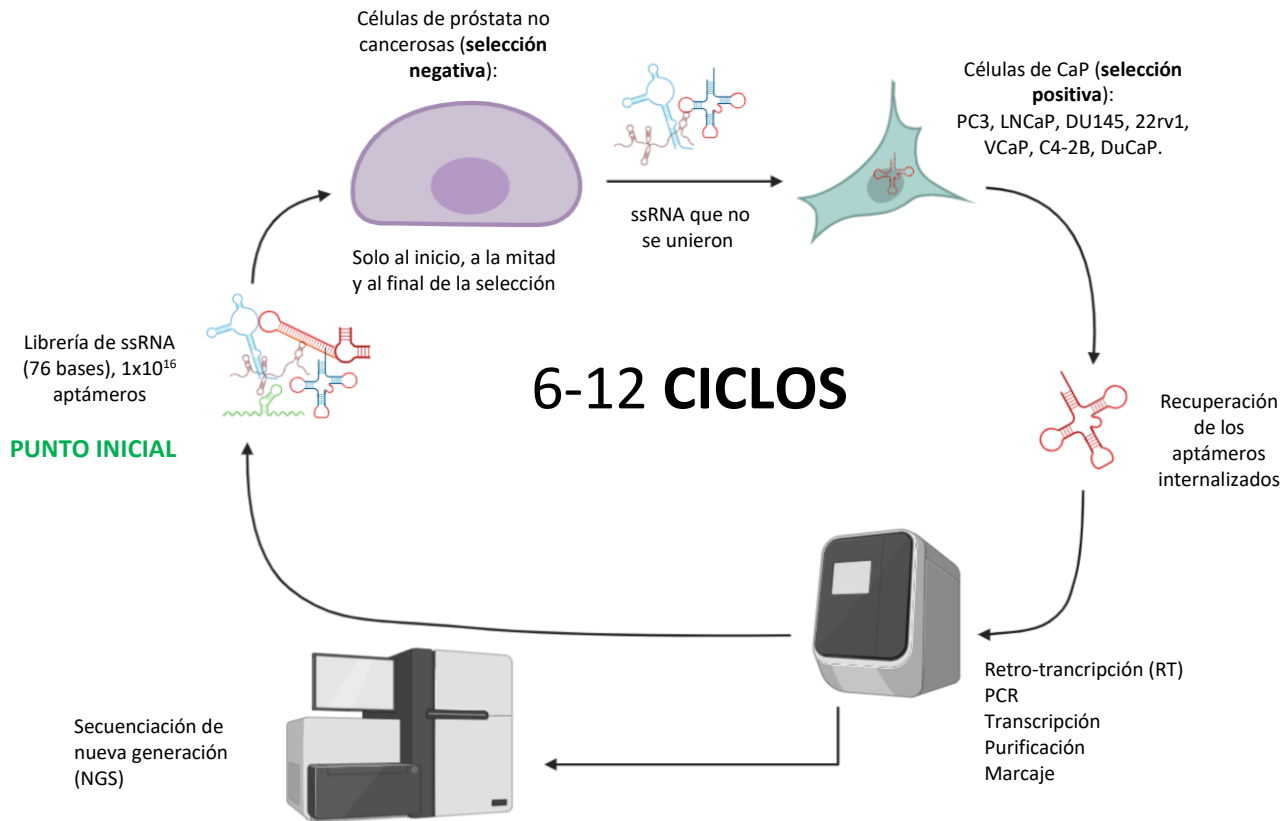 Células de próstata no
cancerosas (selección
negativa):
Solo al inicio, a la mitad
y al final de la selección
ssRNA que no
se unieron
Células de CaP (selección
positiva):
PC3, LNCaP, DU145, 22rv1,
VCaP, C4-2B, DuCaP.
Librería de ssRNA
(76 bases), 1x10¹⁶
aptámeros
PUNTO INICIAL
6-12 CICLOS
Recuperación
de los
aptámeros
internalizados
Retro-trancripción (RT)
PCR
Transcripción
Purificación
Marcaje
Secuenciación de
nueva generación
(NGS)